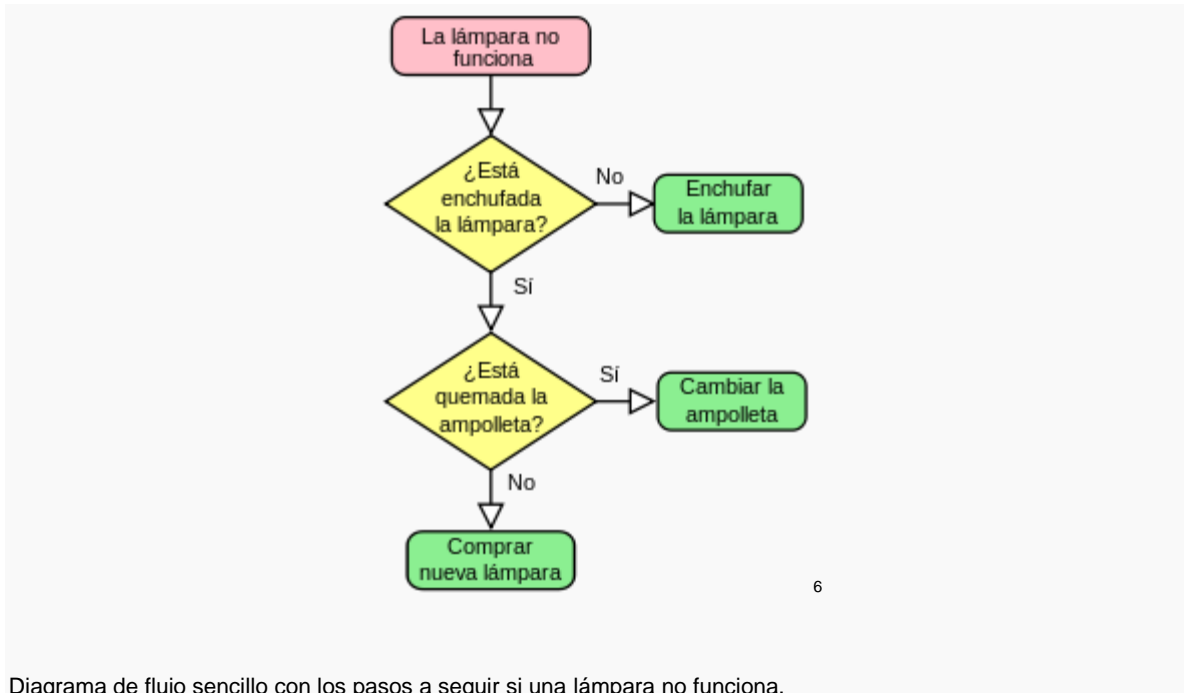 La lámpara no
funciona
¿Está
enchufada
la lámpara?
No
Enchufar
la lámpara
Sí
¿Está
quemada la
ampolleta?
Sí
Cambiar la
ampolleta
No
Comprar
nueva lámpara
6
Diagrama de flujo sencillo con los pasos a seguir si una lámpara no funciona.